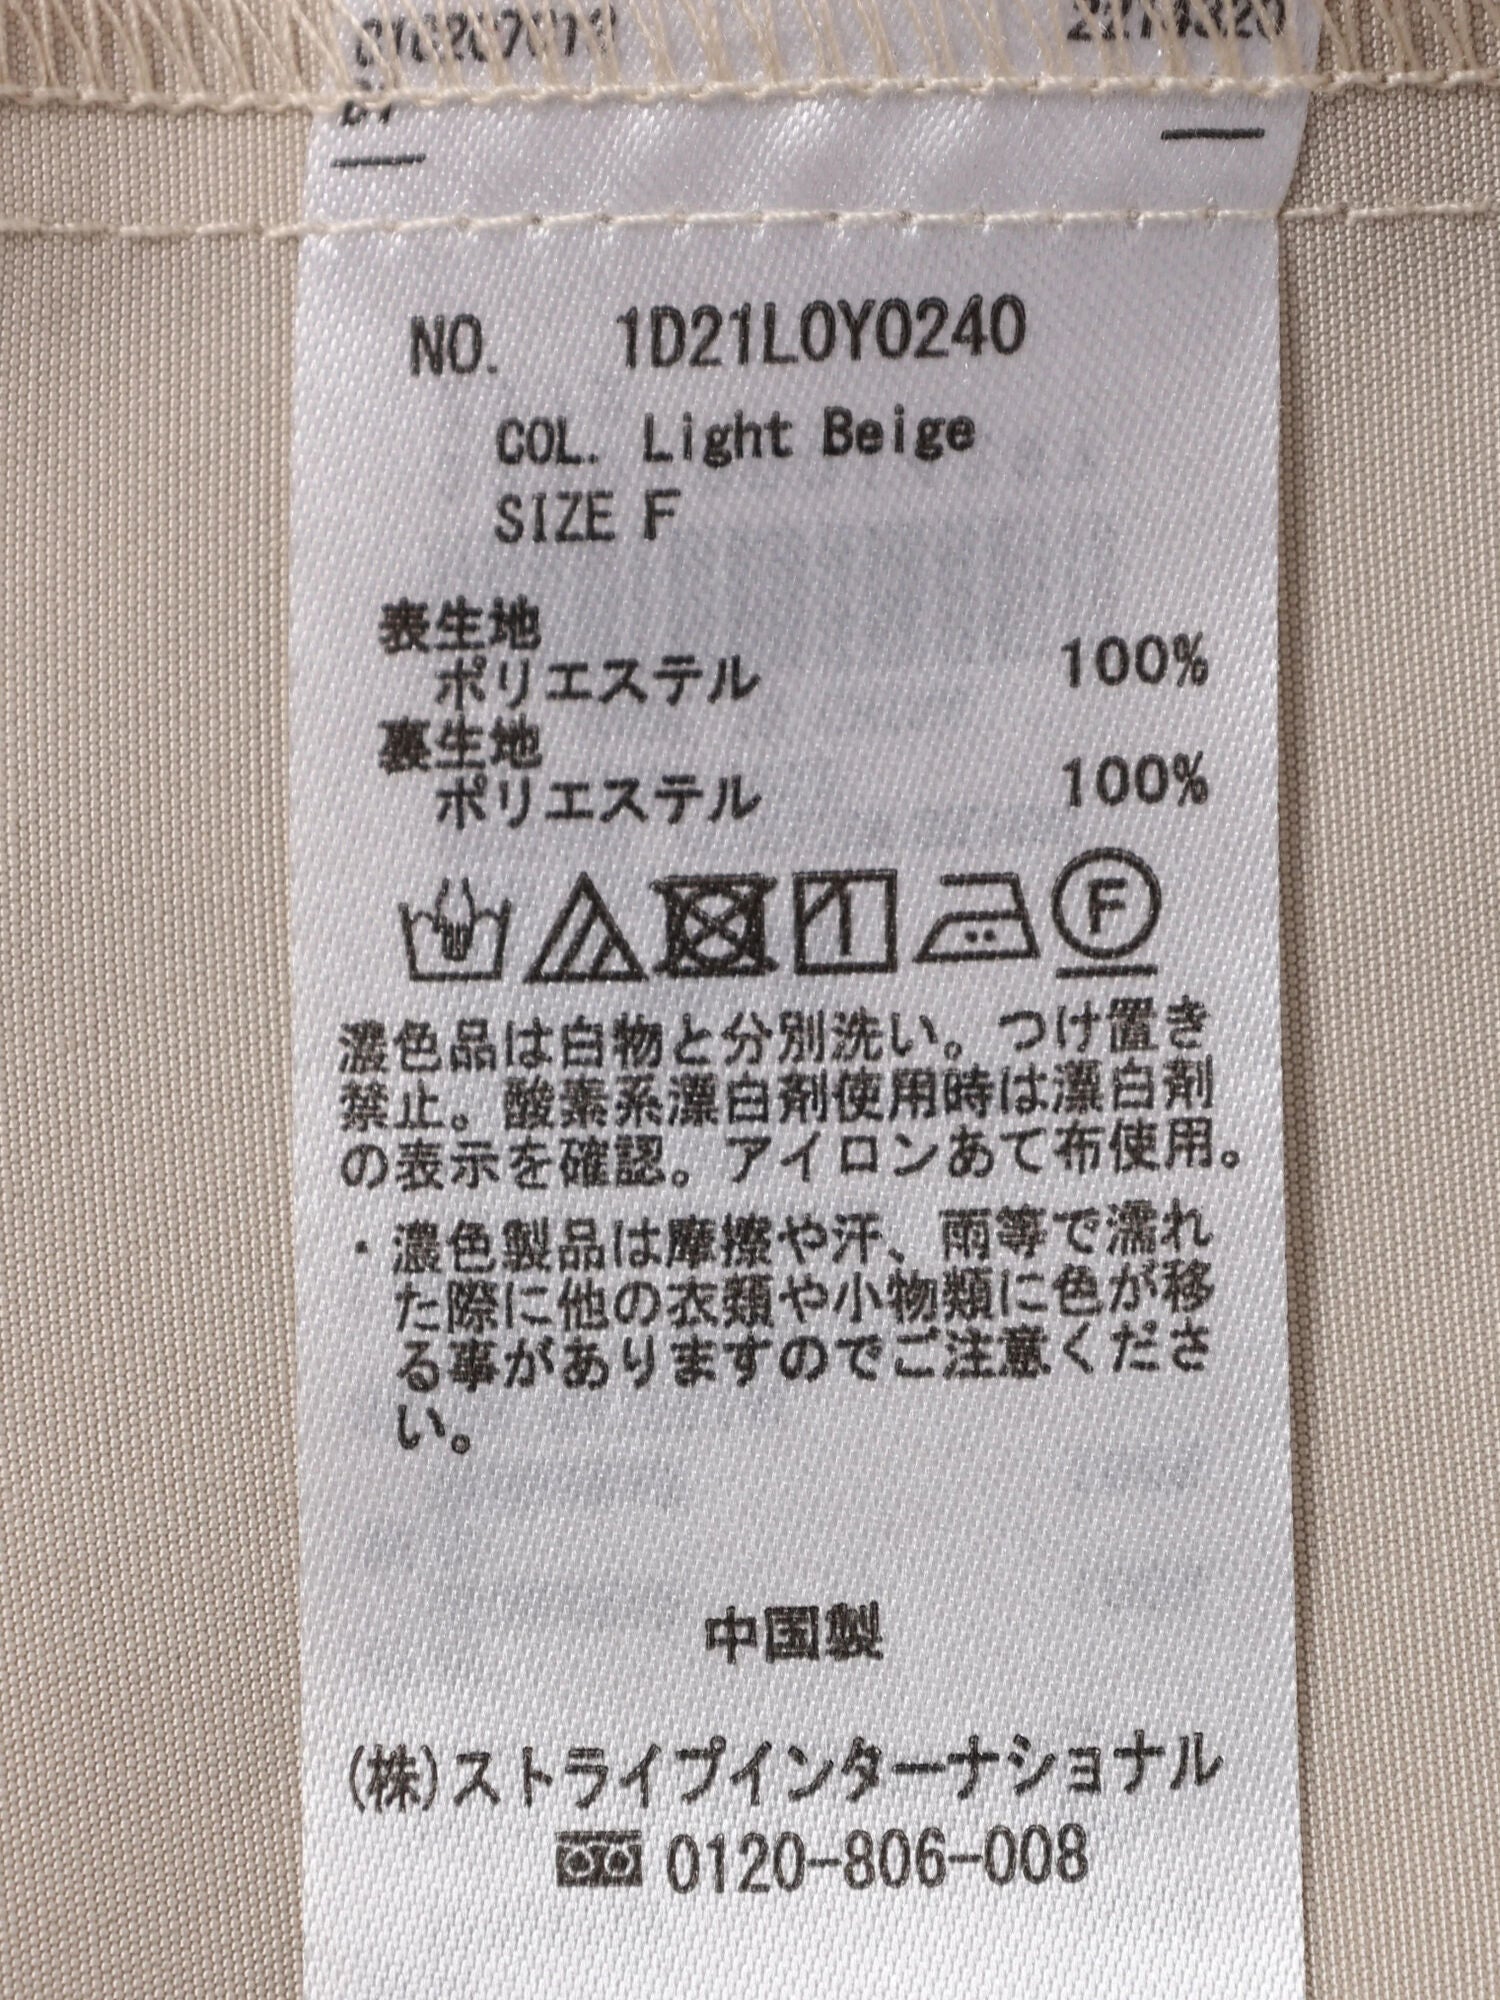 NO. 1D21L0Y0240
COL. Light Beige
SIZE F
表生地
ポリエステル 100%
裏生地
ポリエステル 100%
F
濃色品は白物と分別洗い。つけ置き
禁止。酸素系漂白剤使用時は漂白剤
の表示を確認。アイロンあて布使用。
・濃色製品は摩擦や汗、雨等で濡れ
た際に他の衣類や小物類に色が移
る事がありますのでご注意くださ
い。
中国製
(株)ストライプインターナショナル
0120-806-008